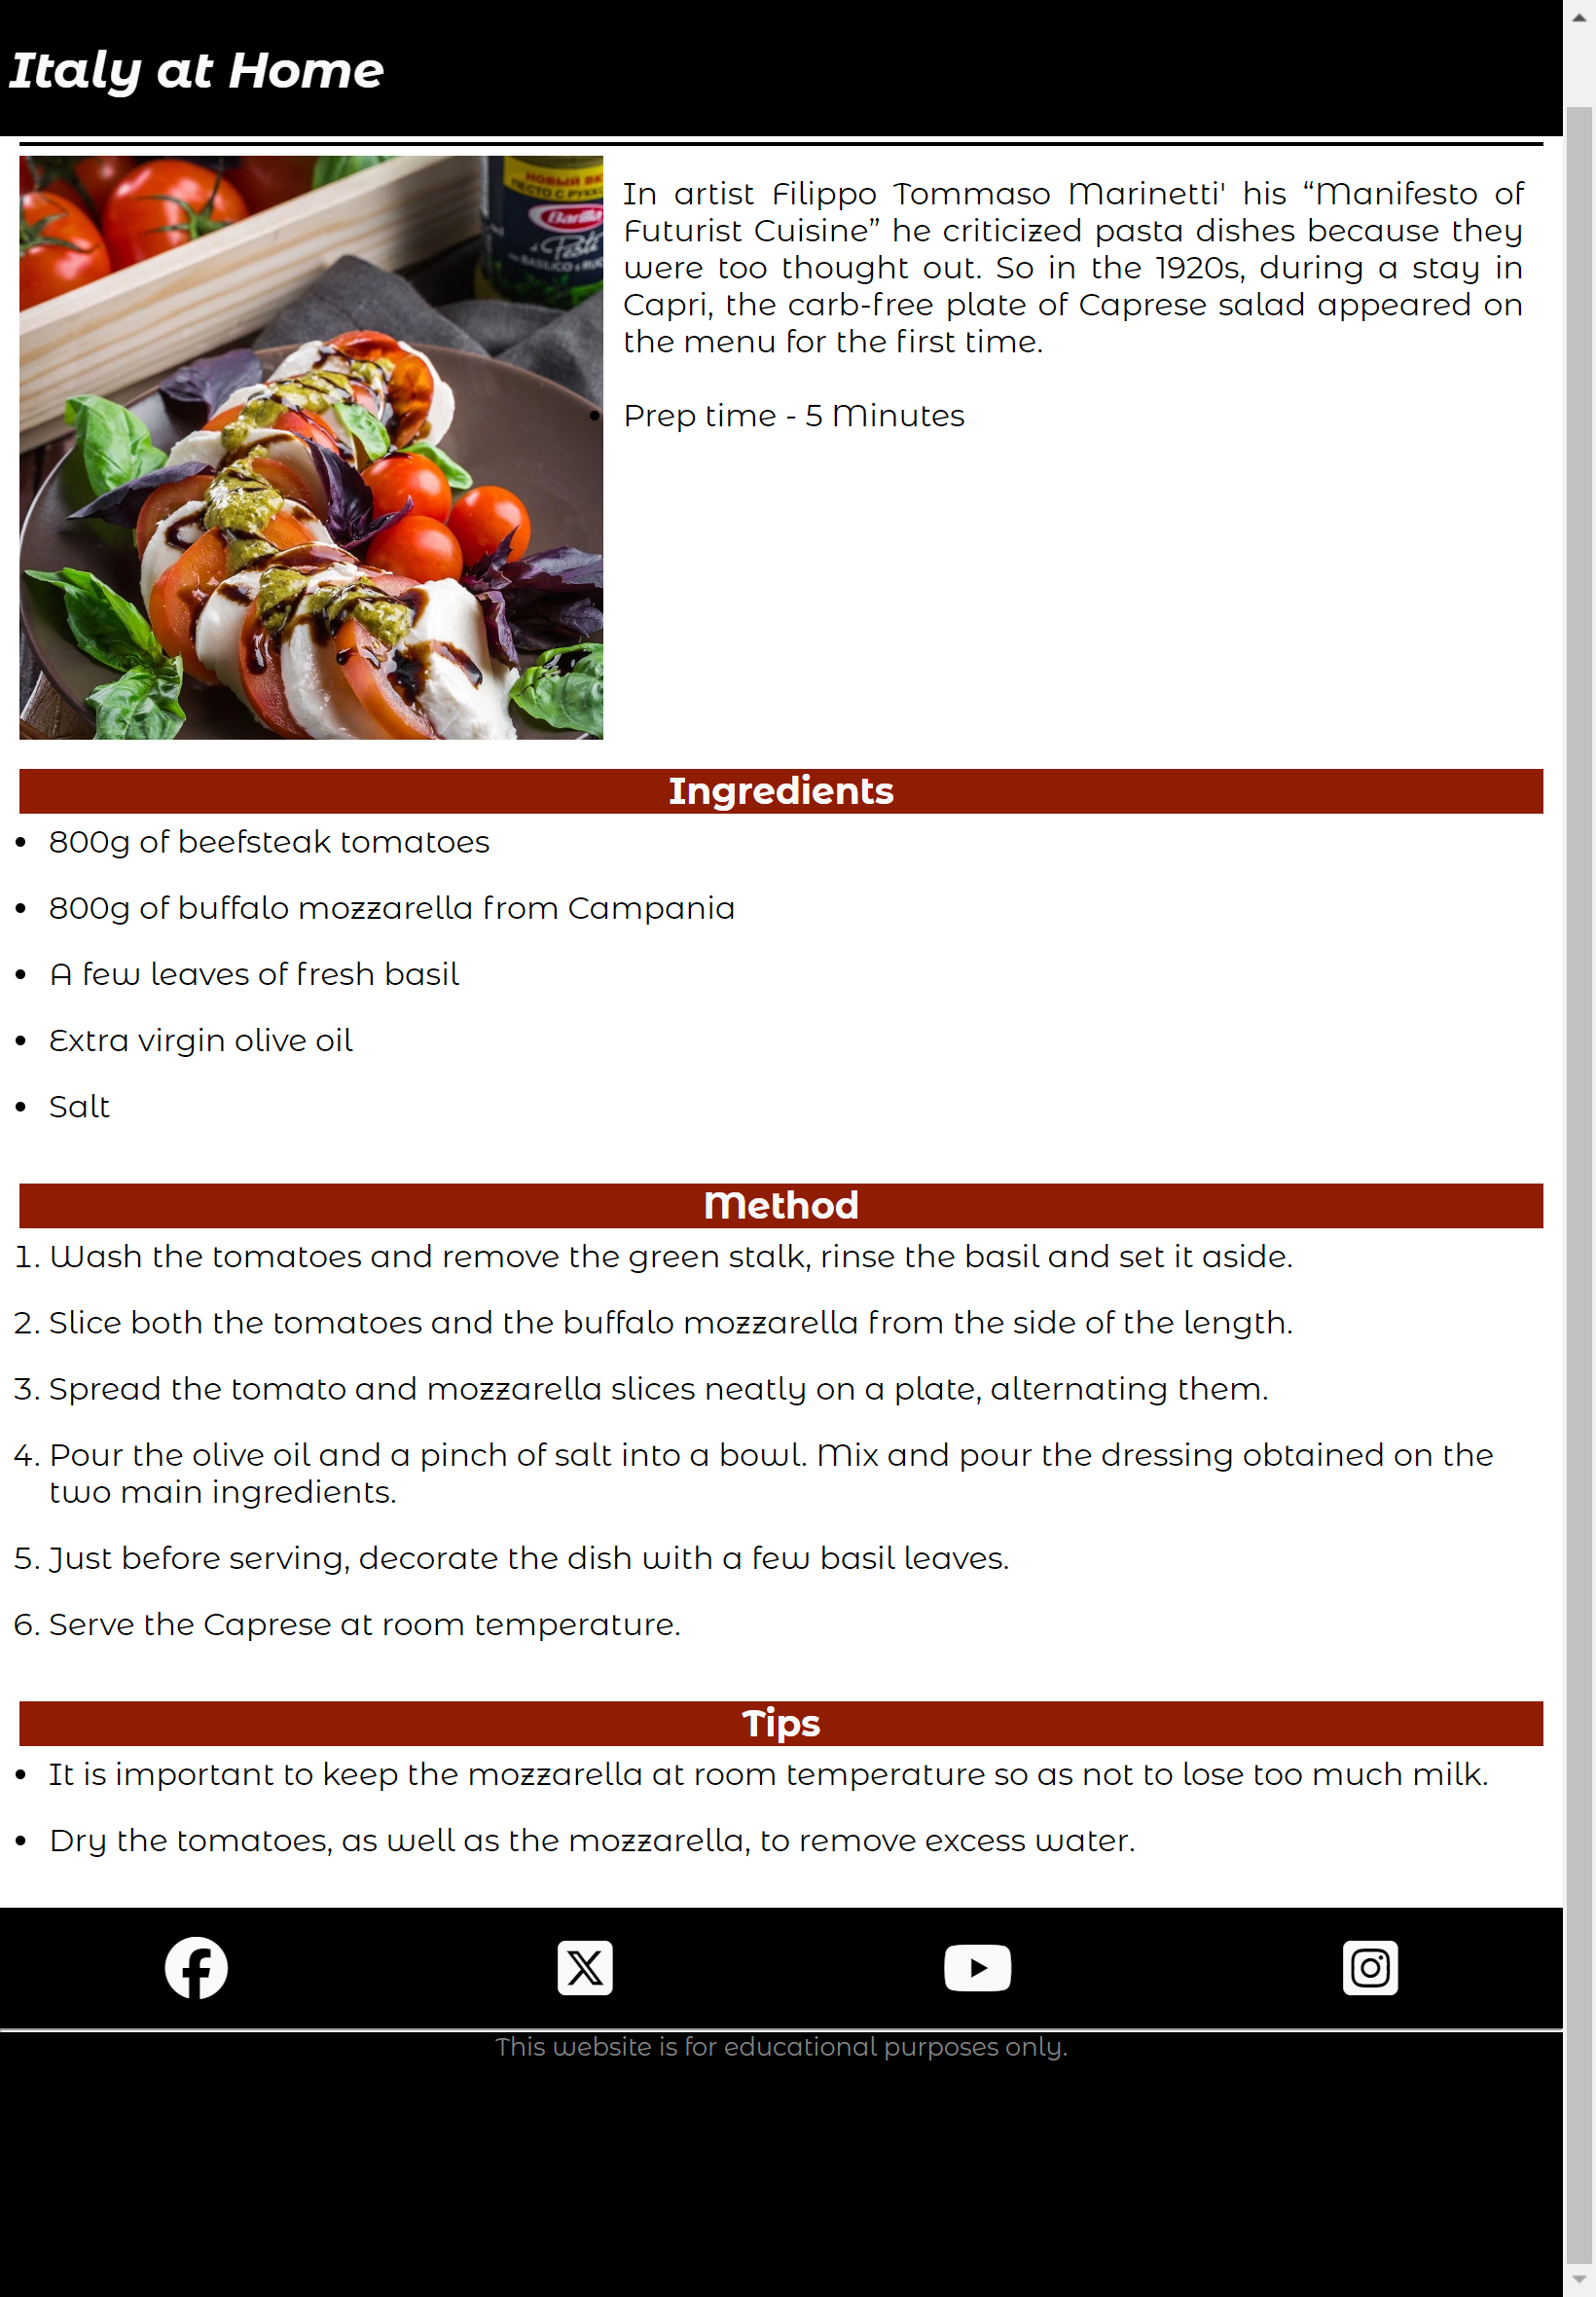 Italy at Home
НОВЫЙ ВК
ПЕСТО С РУКК
Barilla
Pesto
BASILICO e RUC
In artist Filippo Tommaso Marinetti' his “Manifesto of
Futurist Cuisine” he criticized pasta dishes because they
were too thought out. So in the 1920s, during a stay in
Capri, the carb-free plate of Caprese salad appeared on
the menu for the first time.
• Prep time - 5 Minutes
Ingredients
• 800g of beefsteak tomatoes
• 800g of buffalo mozzarella from Campania
• A few leaves of fresh basil
• Extra virgin olive oil
• Salt
Method
1. Wash the tomatoes and remove the green stalk, rinse the basil and set it aside.
2. Slice both the tomatoes and the buffalo mozzarella from the side of the length.
3. Spread the tomato and mozzarella slices neatly on a plate, alternating them.
4. Pour the olive oil and a pinch of salt into a bowl. Mix and pour the dressing obtained on the
two main ingredients.
5. Just before serving, decorate the dish with a few basil leaves.
6. Serve the Caprese at room temperature.
Tips
• It is important to keep the mozzarella at room temperature so as not to lose too much milk.
• Dry the tomatoes, as well as the mozzarella, to remove excess water.
This website is for educational purposes only.